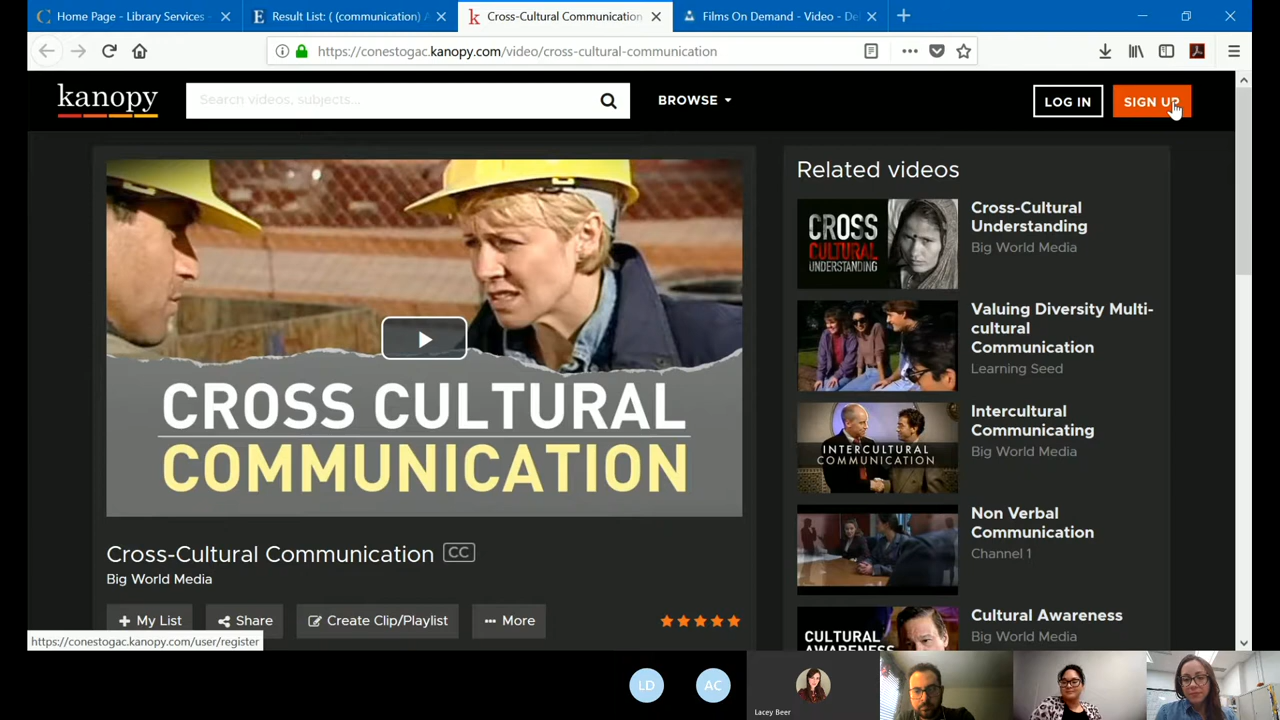 Home Page - Library Services -
Result List: ( (communication) A
Cross-Cultural Communication
Films On Demand - Video - De
https://conestogac.kanopy.com/video/cross-cultural-communication
kanopy
Search videos, subjects...
BROWSE
LOG IN
SIGN UP
CROSS CULTURAL
COMMUNICATION
Cross-Cultural Communication CC
Big World Media
+ My List
Share
Create Clip/Playlist
••• More
Related videos
CROSS
CULTURAL
UNDERSTANDING
Cross-Cultural
Understanding
Big World Media
Valuing Diversity Multi-
cultural
Communication
Learning Seed
INTERCULTURAL
COMMUNICATION
Intercultural
Communicating
Big World Media
Non Verbal
Communication
Channel 1
CULTURAL
AWARENESS
Cultural Awareness
Big World Media
https://conestogac.kanopy.com/user/register
LD
AC
Lacey Beer